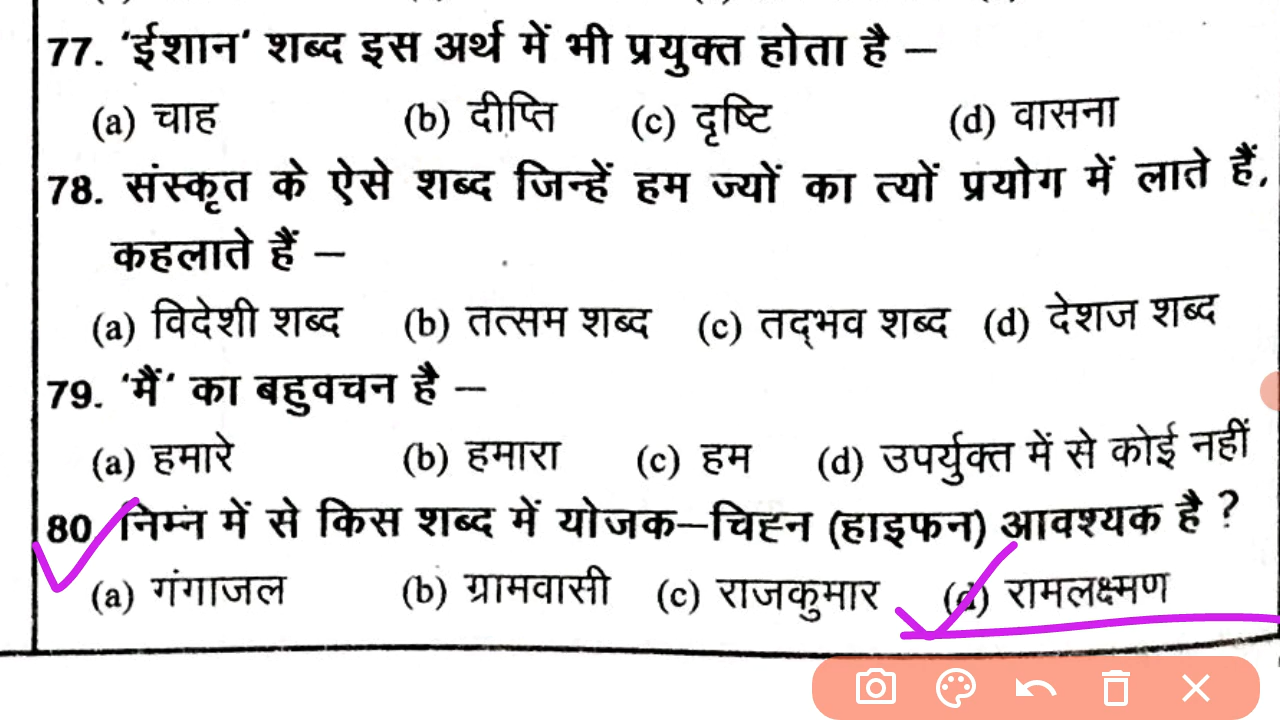 77. 'ईशान' शब्द इस अर्थ में भी प्रयुक्त होता है –
(a) चाह (b) दीप्ति (c) दृष्टि (d) वासना
78. संस्कृत के ऐसे शब्द जिन्हें हम ज्यों का त्यों प्रयोग में लाते हैं,
कहलाते हैं –
(a) विदेशी शब्द (b) तत्सम शब्द (c) तद्भव शब्द (d) देशज शब्द
79. 'मैं' का बहुवचन है –
(a) हमारे (b) हमारा (c) हम (d) उपर्युक्त में से कोई नहीं
80. निम्न में से किस शब्द में योजक–चिह्न (हाइफन) आवश्यक है ?
(a) गंगाजल (b) ग्रामवासी (c) राजकुमार (d) रामलक्ष्मण